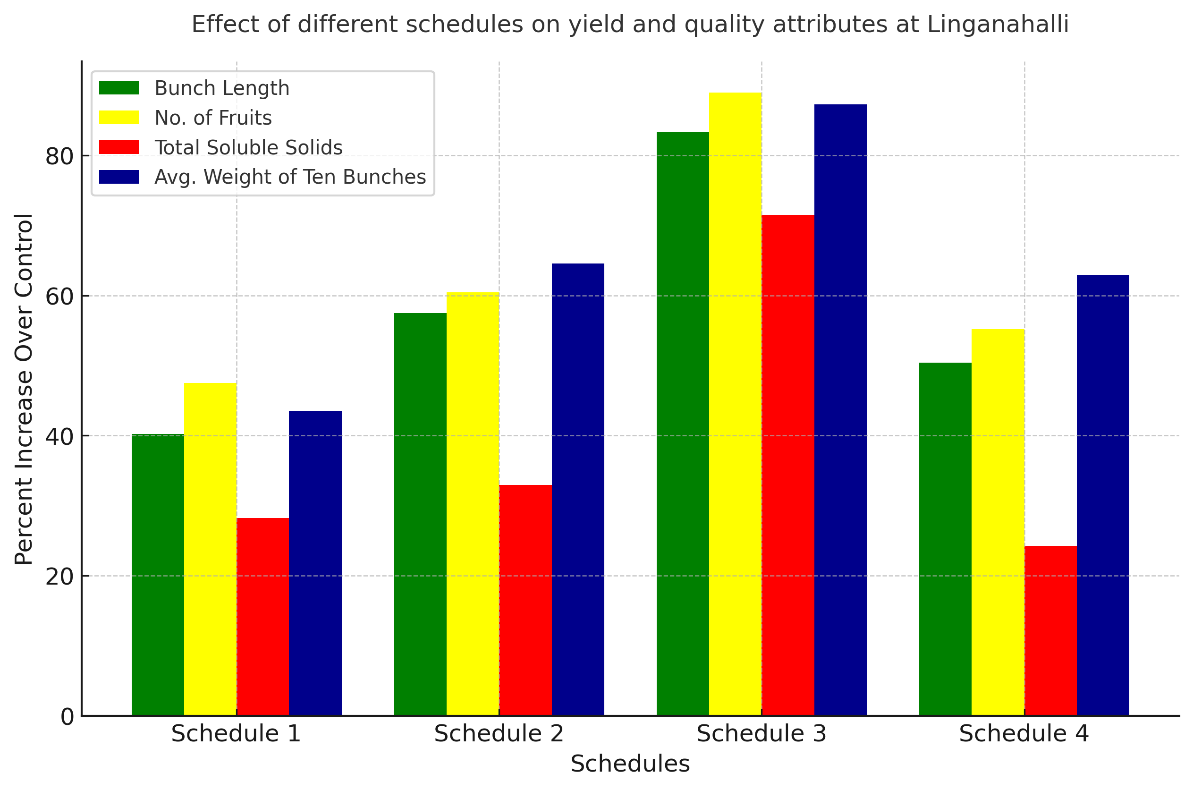 Effect of different schedules on yield and quality attributes at Linganahalli
Bunch Length
No. of Fruits
Total Soluble Solids
Avg. Weight of Ten Bunches
Percent Increase Over Control
80
60
40
20
0
Schedule 1
Schedule 2
Schedule 3
Schedule 4
Schedules